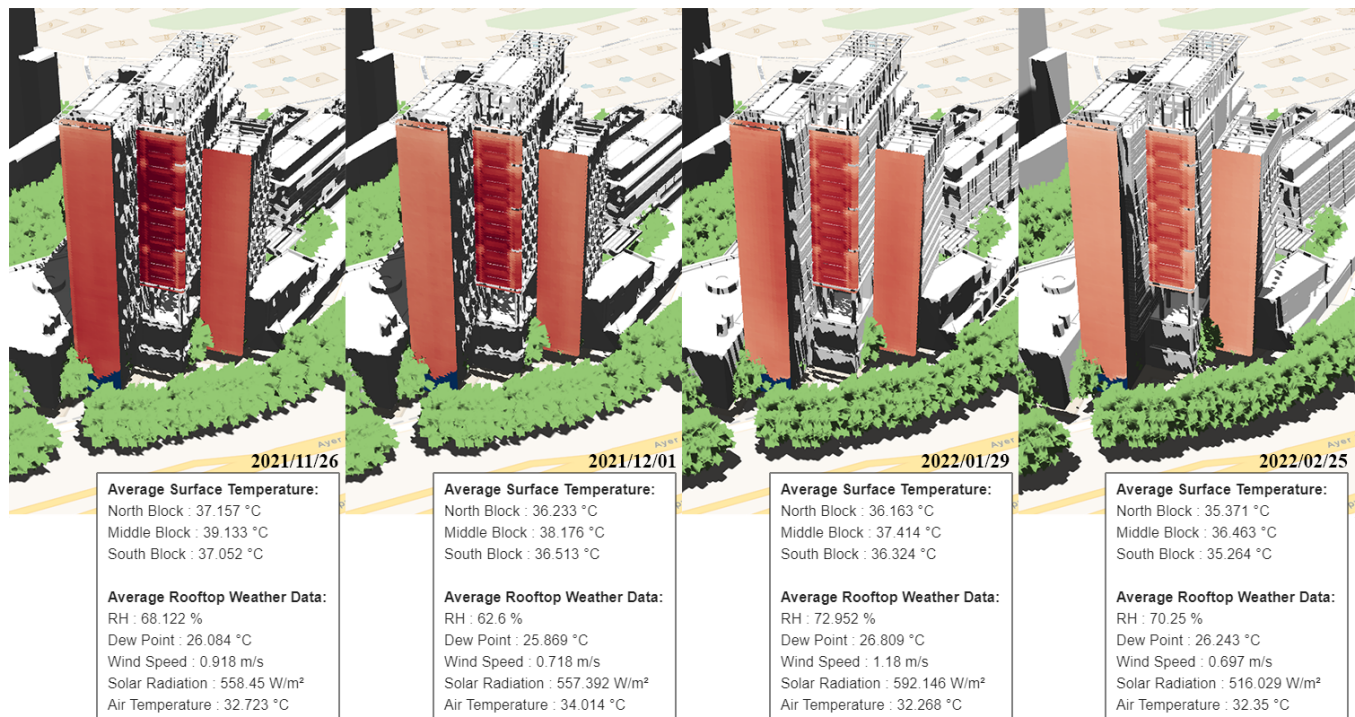 2021/11/26
Average Surface Temperature:
North Block : 37.157 °C
Middle Block : 39.133 °C
South Block : 37.052 °C
Average Rooftop Weather Data:
RH : 68.122 %
Dew Point : 26.084 °C
Wind Speed : 0.918 m/s
Solar Radiation : 558.45 W/m²
Air Temperature : 32.723 °C
2021/12/01
Average Surface Temperature:
North Block : 36.233 °C
Middle Block : 38.176 °C
South Block : 36.513 °C
Average Rooftop Weather Data:
RH : 62.6 %
Dew Point : 25.869 °C
Wind Speed : 0.718 m/s
Solar Radiation : 557.392 W/m²
Air Temperature : 34.014 °C
Ayer
2022/01/29
Average Surface Temperature:
North Block : 36.163 °C
Middle Block : 37.414 °C
South Block : 36.324 °C
Average Rooftop Weather Data:
RH : 72.952 %
Dew Point : 26.809 °C
Wind Speed : 1.18 m/s
Solar Radiation : 592.146 W/m²
Air Temperature : 32.268 °C
Ayer
2022/02/25
Average Surface Temperature:
North Block : 35.371 °C
Middle Block : 36.463 °C
South Block : 35.264 °C
Average Rooftop Weather Data:
RH : 70.25 %
Dew Point : 26.243 °C
Wind Speed : 0.697 m/s
Solar Radiation : 516.029 W/m²
Air Temperature : 32.35 °C